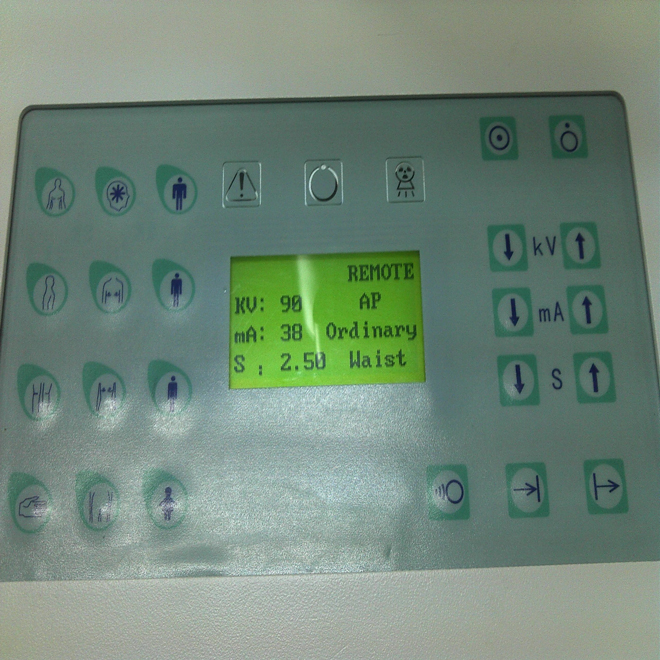 REMOTE
KV: 90 AP
mA: 38 Ordinary
S : 2.50 Waist
kV
mA
S